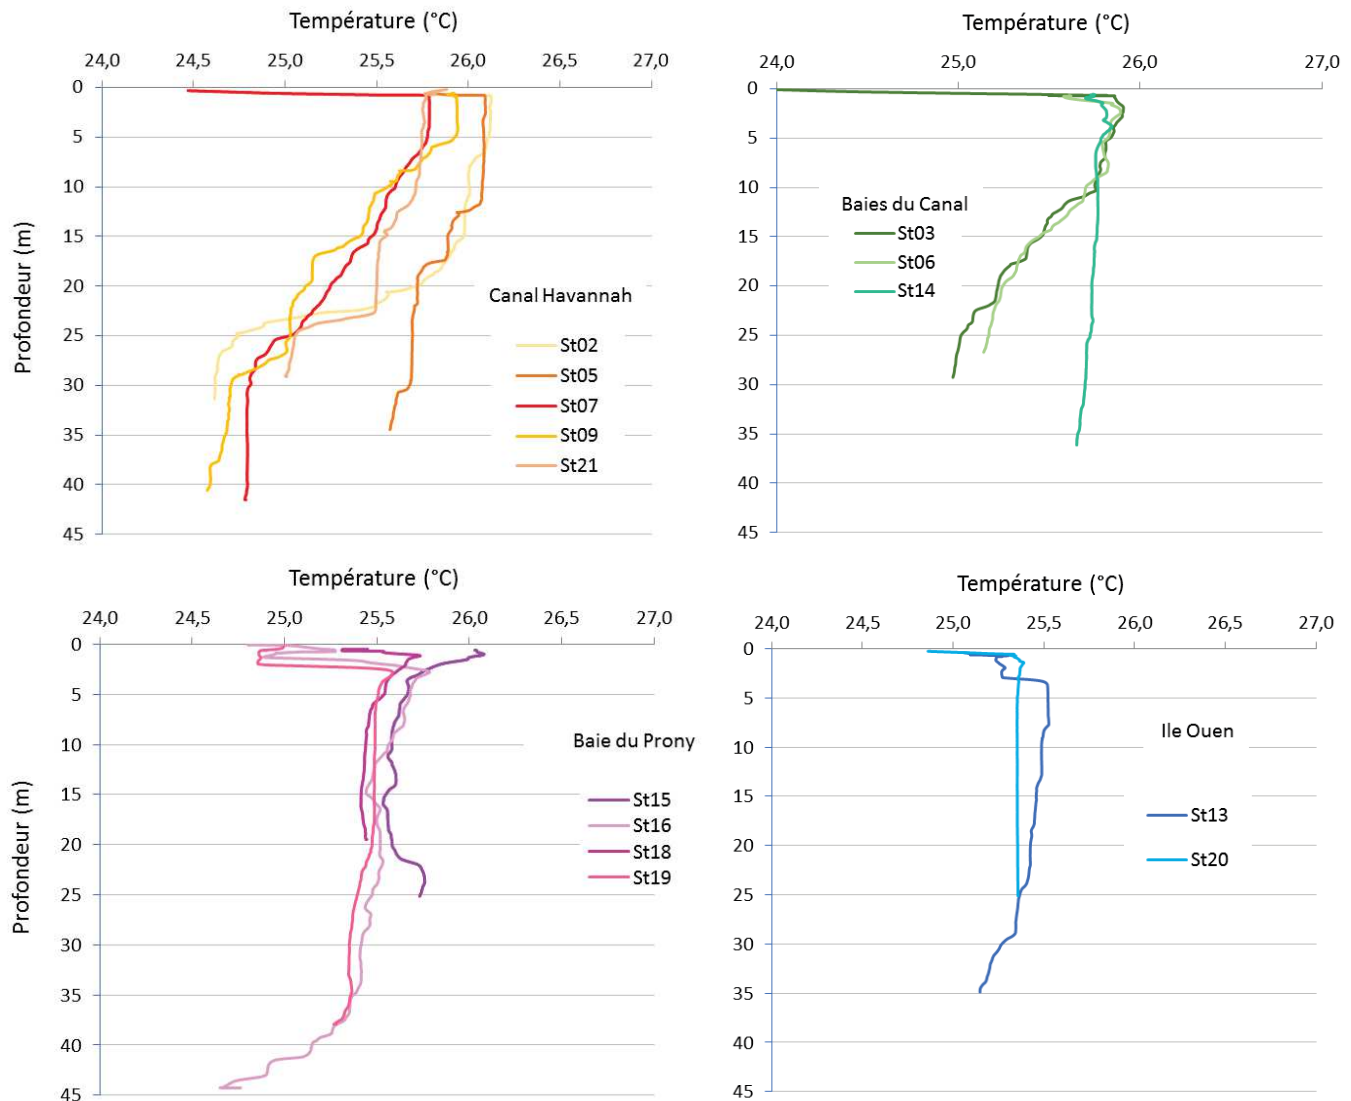 Température (°C)
24,0 24,5 25,0 25,5 26,0 26,5 27,0
0
5
10
15
20
25
30
35
40
45
Profondeur (m)
Canal Havannah
St02
St05
St07
St09
St21
Température (°C)
24,0 25,0 26,0 27,0
0
5
10
15
20
25
30
35
40
45
Baies du Canal
St03
St06
St14
Température (°C)
24,0 24,5 25,0 25,5 26,0 26,5 27,0
0
5
10
15
20
25
30
35
40
45
Profondeur (m)
Baie du Prony
St15
St16
St18
St19
Température (°C)
24,0 24,5 25,0 25,5 26,0 26,5 27,0
0
5
10
15
20
25
30
35
40
45
Ile Ouen
St13
St20